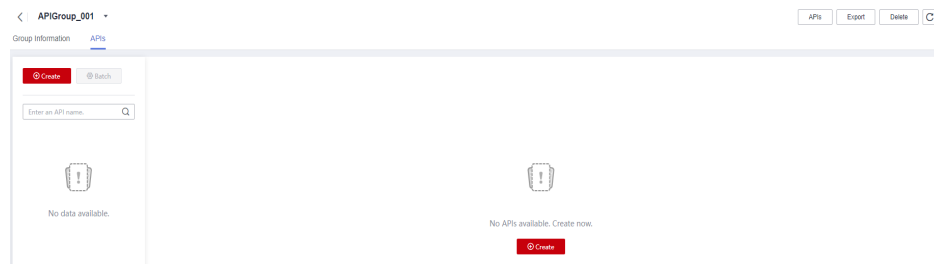 APIGroup_001
APIs Export Delete
Group Information APIs
Create Batch
Enter an API name.
No data available.
No APIs available. Create now.
Create